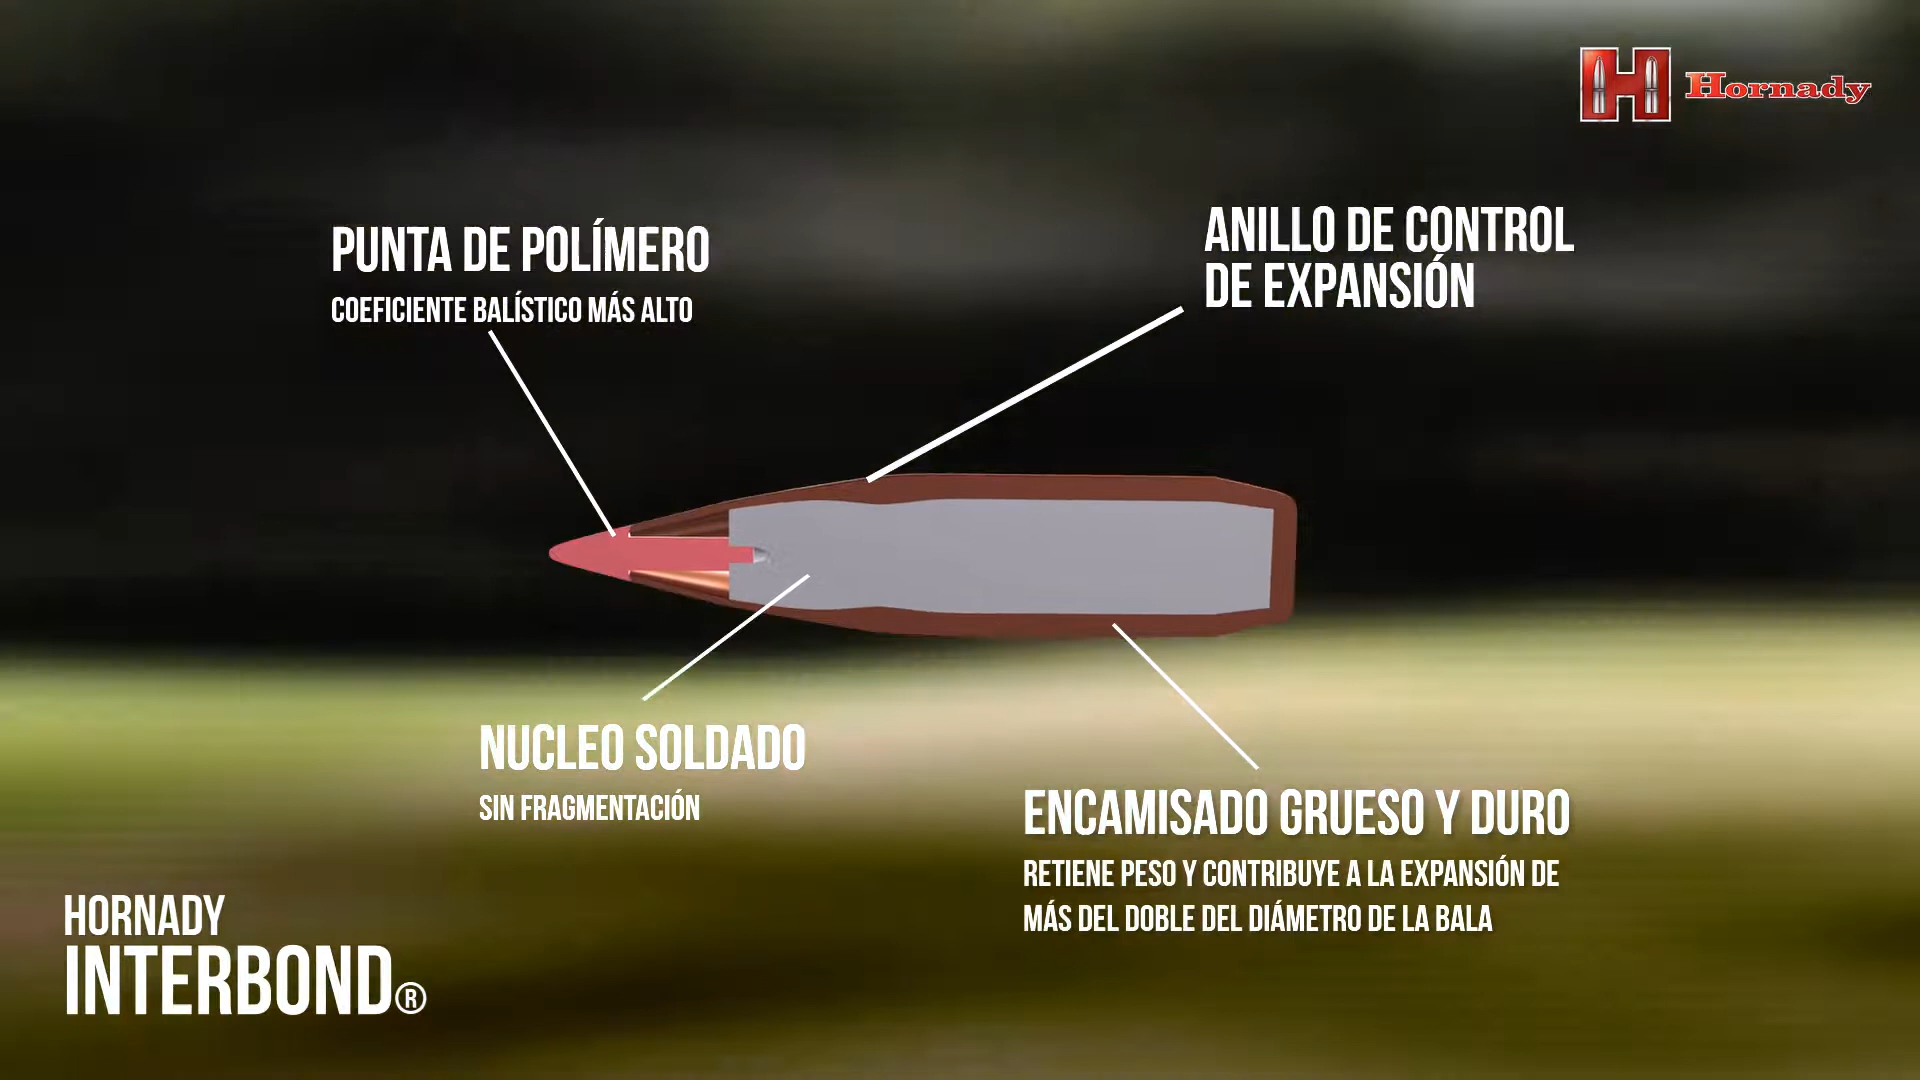 Hornady
PUNTA DE POLÍMERO
COEFICIENTE BALÍSTICO MÁS ALTO
ANILLO DE CONTROL
DE EXPANSIÓN
NUCLEO SOLDADO
SIN FRAGMENTACIÓN
ENCAMISADO GRUESO Y DURO
RETIENE PESO Y CONTRIBUYE A LA EXPANSIÓN DE
MÁS DEL DOBLE DEL DIÁMETRO DE LA BALA
HORNADY
INTERBOND®